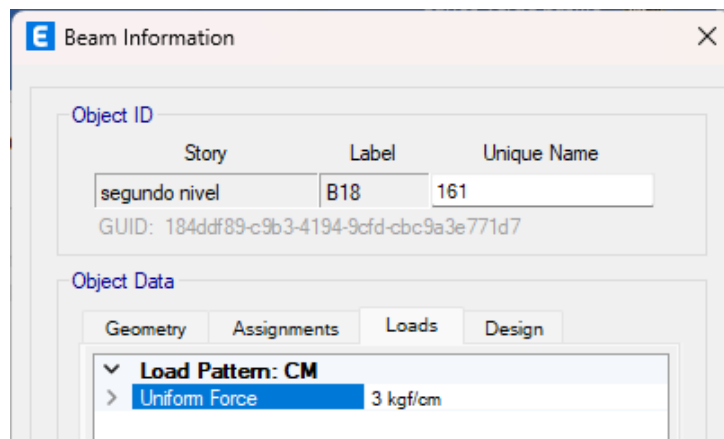 E Beam Information
Object ID
Story Label Unique Name
segundo nivel B18 161
GUID: 184ddf89-c9b3-4194-9cfd-cbc9a3e771d7
Object Data
Geometry Assignments Loads Design
Load Pattern: CM
Uniform Force 3 kgf/cm